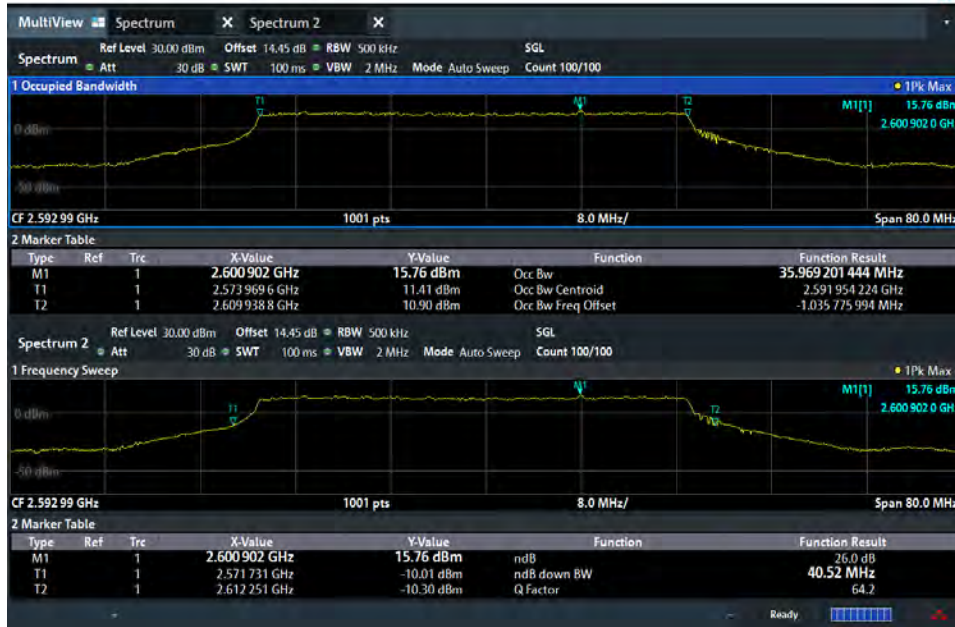 MultiView Spectrum X Spectrum 2 X
Ref Level 30.00 dBm Offset 14.45 dB RBW 500 kHz SGL
Spectrum Att 30 dB SWT 100 ms VBW 2 MHz Mode Auto Sweep Count 100/100
1 Occupied Bandwidth 1Pk Max
T1 M1 T2 M1[1] 15.76 dBm
0 dBm 2.600 902 0 GH
-50 dBm
CF 2.592 99 GHz 1001 pts 8.0 MHz/ Span 80.0 MHz
2 Marker Table
Type Ref Trc X-Value Y-Value Function Function Result
M1 1 2.600 902 GHz 15.76 dBm Occ Bw 35.969 201 444 MHz
T1 1 2.573 969 6 GHz 11.41 dBm Occ Bw Centroid 2.591 954 224 GHz
T2 1 2.609 938 8 GHz 10.90 dBm Occ Bw Freq Offset -1.035 775 994 MHz
Ref Level 30.00 dBm Offset 14.45 dB RBW 500 kHz SGL
Spectrum 2 Att 30 dB SWT 100 ms VBW 2 MHz Mode Auto Sweep Count 100/100
1 Frequency Sweep 1Pk Max
M1 M1[1] 15.76 dBm
T1 T2 2.600 902 0 GH
0 dBm
-50 dBm
CF 2.592 99 GHz 1001 pts 8.0 MHz/ Span 80.0 MHz
2 Marker Table
Type Ref Trc X-Value Y-Value Function Function Result
M1 1 2.600 902 GHz 15.76 dBm ndB 26.0 dB
T1 1 2.571 731 GHz -10.01 dBm ndB down BW 40.52 MHz
T2 1 2.612 251 GHz -10.30 dBm Q Factor 64.2
Ready